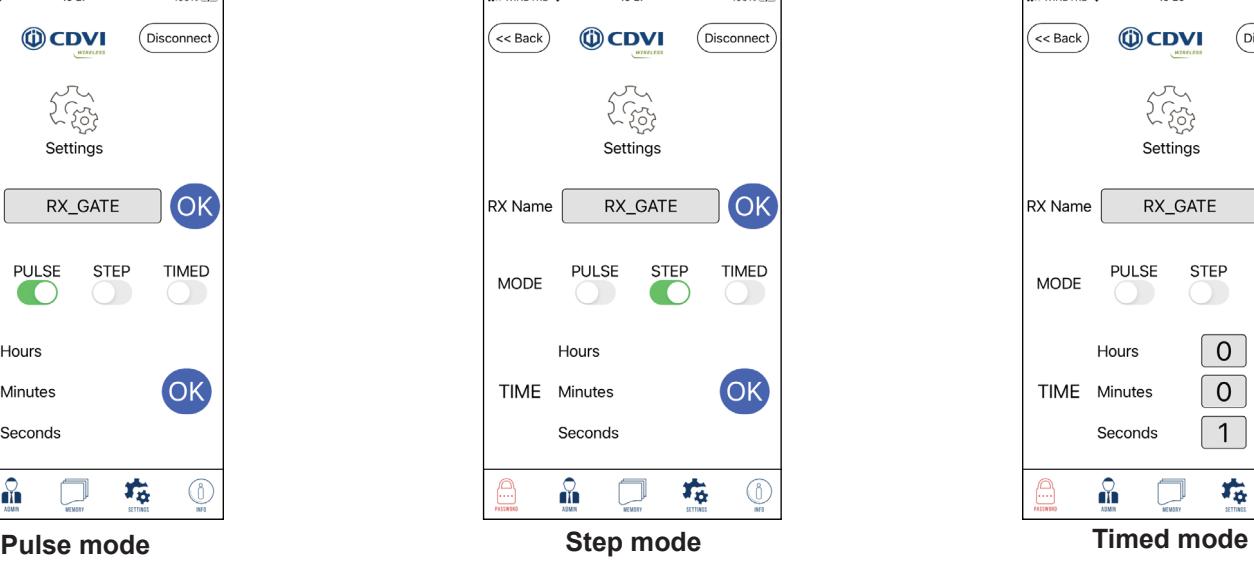 CDVI
WIRELESS
Disconnect
Settings
RX_GATE
OK
PULSE STEP TIMED
Hours
Minutes
OK
Seconds
ADMIN MEMORY SETTINGS INFO
Pulse mode
<< Back
CDVI
WIRELESS
Disconnect
Settings
RX Name
RX_GATE
OK
MODE
PULSE STEP TIMED
Hours
TIME Minutes
OK
Seconds
PASSWORD ADMIN MEMORY SETTINGS INFO
Step mode
<< Back
CDVI
WIRELESS
Settings
RX Name
RX_GATE
MODE
PULSE STEP
Hours 0
TIME Minutes 0
Seconds 1
PASSWORD ADMIN MEMORY SETTINGS
Timed mode